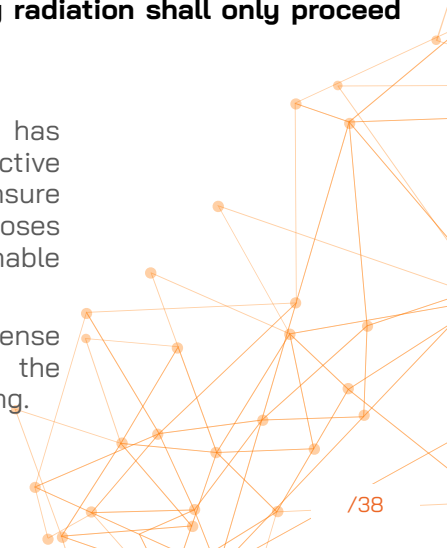 radiation shall only proceed
has
ctive
nsure
oses
nable
ense
the
ng.
/38